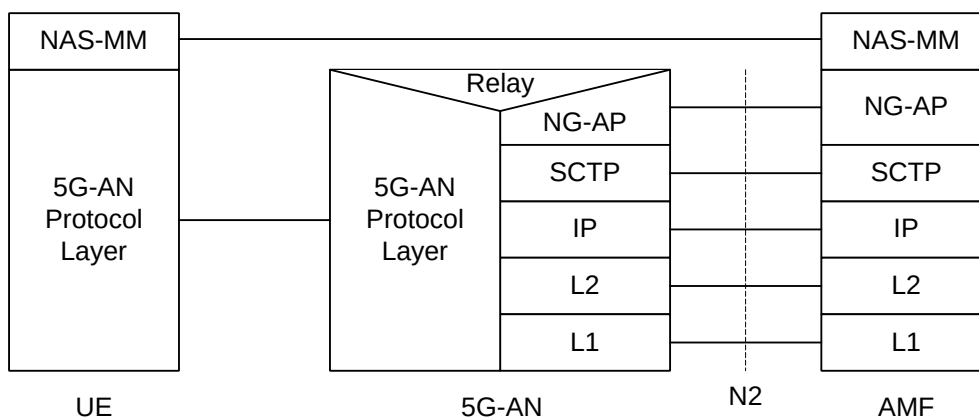 NAS-MM
NAS-MM
Relay
NG-AP
NG-AP
5G-AN
Protocol
Layer
5G-AN
Protocol
Layer
SCTP
SCTP
IP
IP
L2
L2
L1
L1
UE
5G-AN
N2
AMF